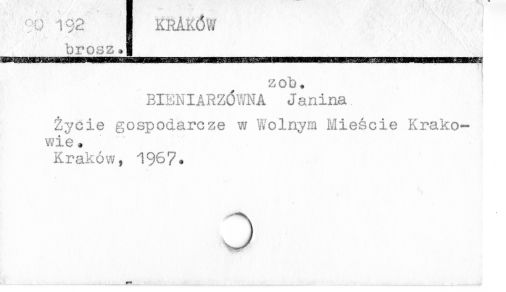 90 192 KRAKÓW
brosz.
zob.
BIENIARZÓWNA Janina
Życie gospodarcze w Wolnym Mieście Krako-
wie.
Kraków, 1967.